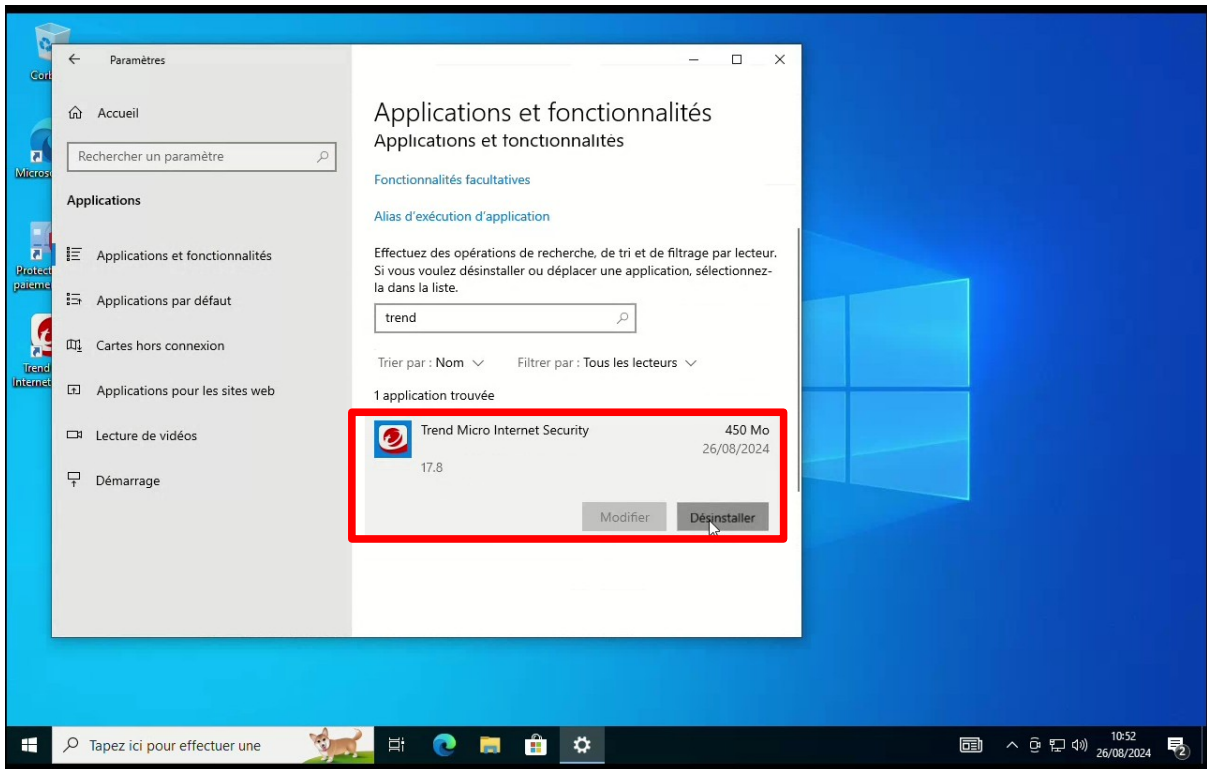 Paramètres
Accueil
Rechercher un paramètre
Applications
Applications et fonctionnalités
Applications par défaut
Cartes hors connexion
Applications pour les sites web
Lecture de vidéos
Démarrage
Applications et fonctionnalités
Applications et fonctionnalités
Fonctionnalités facultatives
Alias d'exécution d'application
Effectuez des opérations de recherche, de tri et de filtrage par lecteur.
Si vous voulez désinstaller ou déplacer une application, sélectionnez-
la dans la liste.
trend
Trier par : Nom Filtrer par : Tous les lecteurs
1 application trouvée
Trend Micro Internet Security 450 Mo
26/08/2024
17.8
Modifier Désinstaller
Trend
Internet
Tapez ici pour effectuer une
10:52
26/08/2024
2